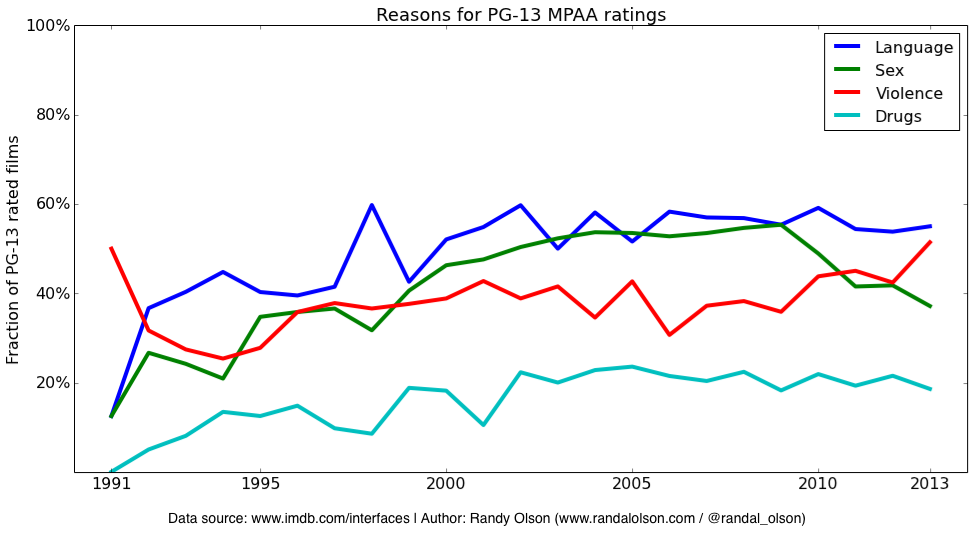 Reasons for PG-13 MPAA ratings
100%
80%
60%
40%
20%
Fraction of PG-13 rated films
Language
Sex
Violence
Drugs
1991 1995 2000 2005 2010 2013
Data source: www.imdb.com/interfaces | Author: Randy Olson (www.randalolson.com / @randal_olson)